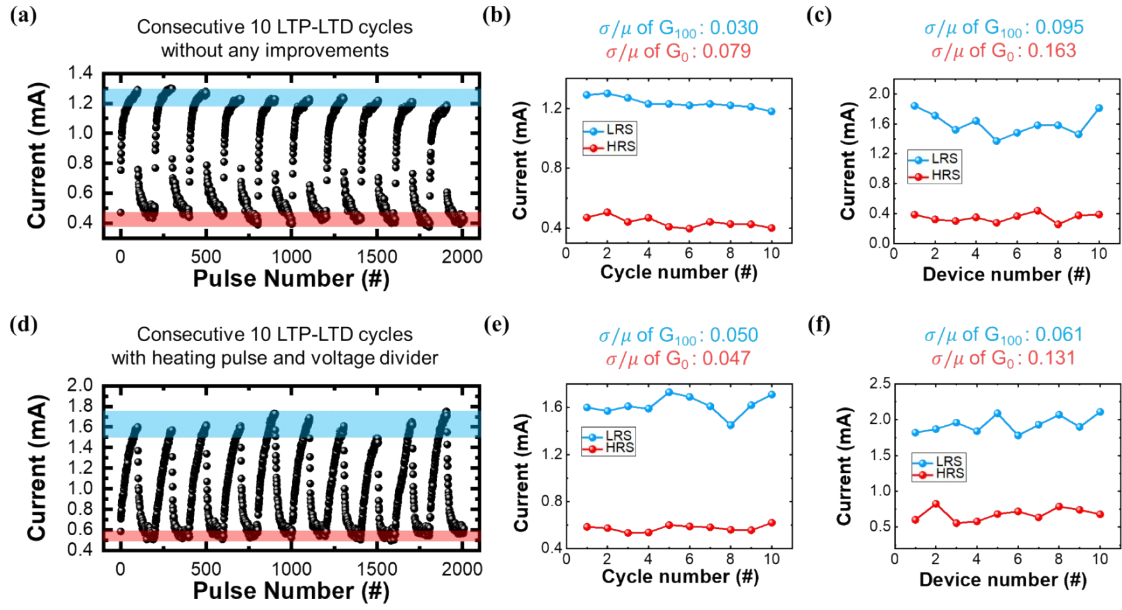 (a)
Consecutive 10 LTP-LTD cycles
without any improvements
1.4
1.2
1.0
0.8
0.6
0.4
Current (mA)
0 500 1000 1500 2000
Pulse Number (#)
(b)
σ/μ of G100: 0.030
σ/μ of G0: 0.079
1.2
0.8
0.4
Current (mA)
LRS
HRS
0 2 4 6 8 10
Cycle number (#)
(c)
σ/μ of G100: 0.095
σ/μ of G0: 0.163
2.0
1.6
1.2
0.8
0.4
0.0
Current (mA)
LRS
HRS
0 2 4 6 8 10
Device number (#)
(d)
Consecutive 10 LTP-LTD cycles
with heating pulse and voltage divider
2.0
1.8
1.6
1.4
1.2
1.0
0.8
0.6
0.4
Current (mA)
0 500 1000 1500 2000
Pulse Number (#)
(e)
σ/μ of G100: 0.050
σ/μ of G0: 0.047
1.6
1.2
0.8
0.4
Current (mA)
LRS
HRS
0 2 4 6 8 10
Cycle number (#)
(f)
σ/μ of G100: 0.061
σ/μ of G0: 0.131
2.5
2.0
1.5
1.0
0.5
Current (mA)
LRS
HRS
0 2 4 6 8 10
Device number (#)